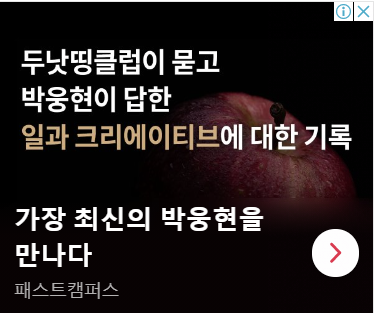 두낫띵클럽이 묻고
박웅현이 답한
일과 크리에이티브에 대한 기록
가장 최신의 박웅현을
만나다
패스트캠퍼스